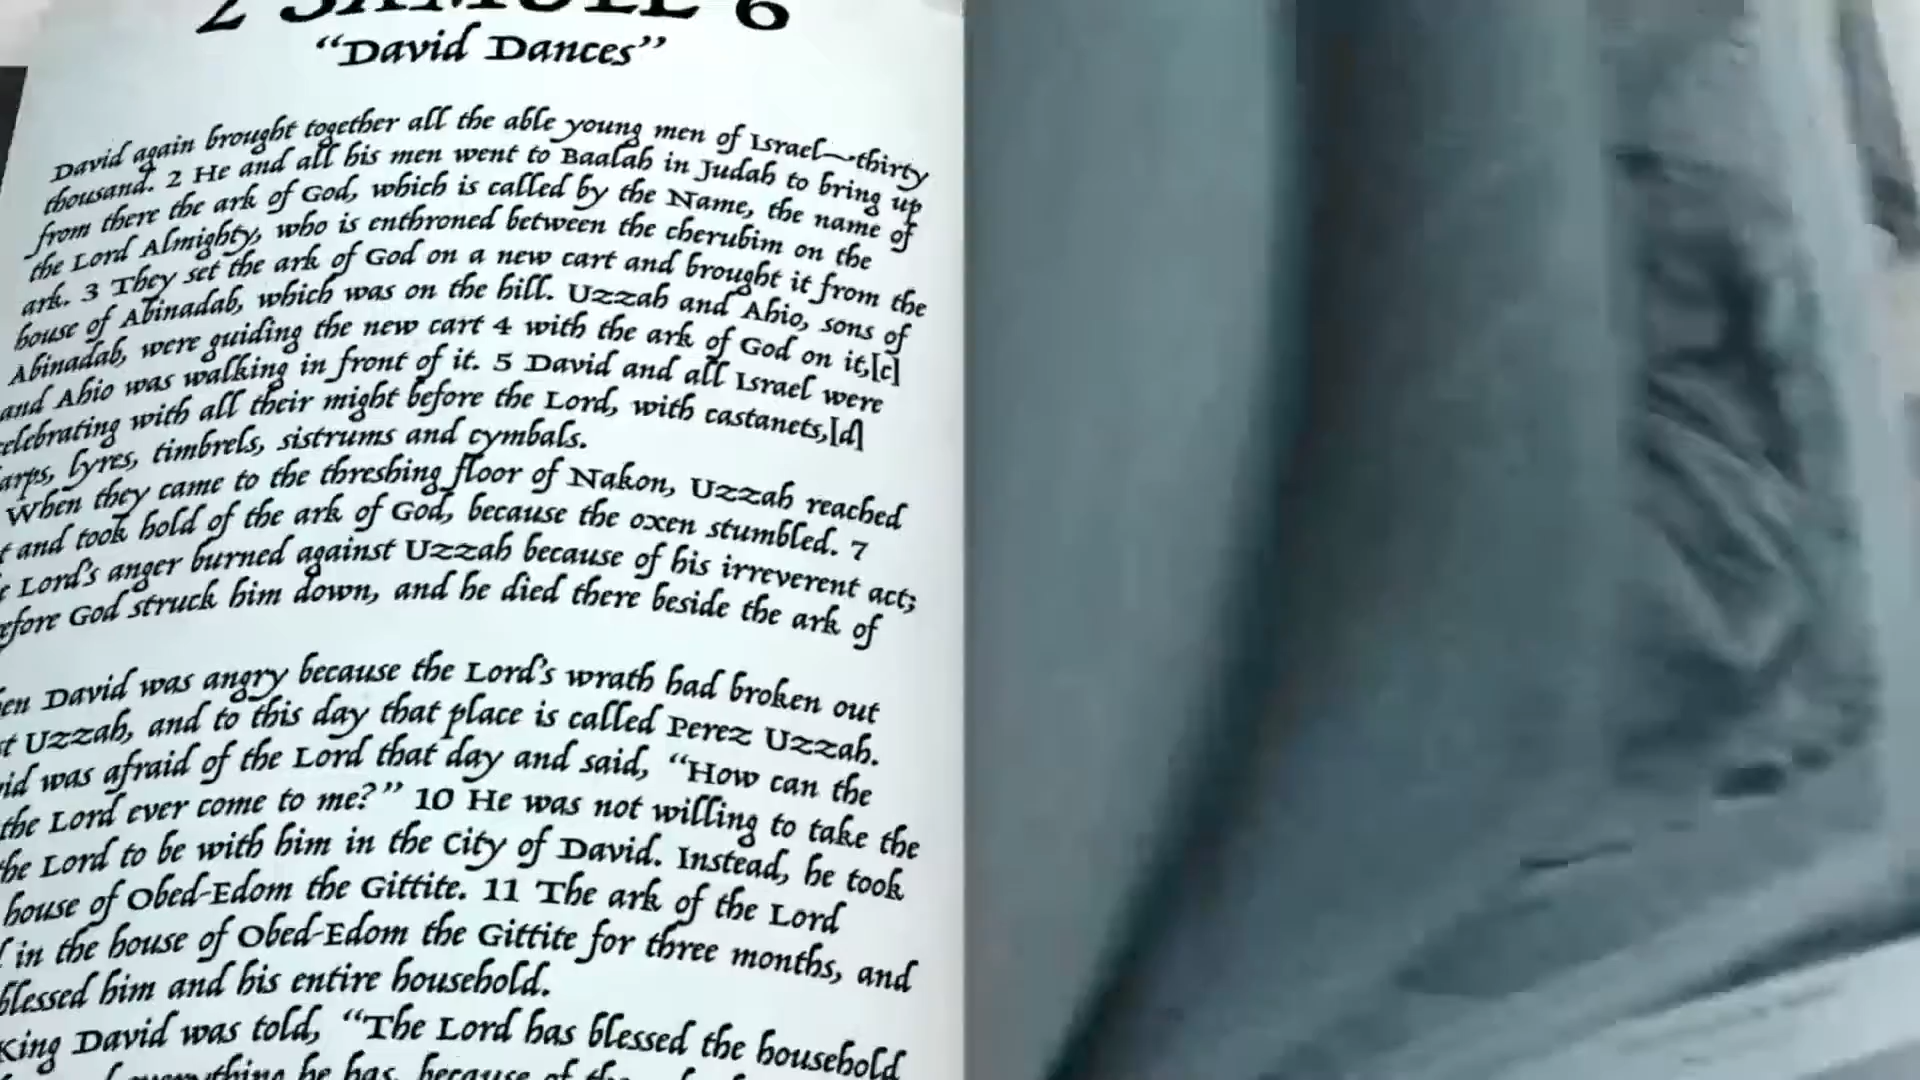 2 SAMUEL 6
“David Dances”
David again brought together all the able young men of Israel—thirty
thousand. 2 He and all his men went to Baalah in Judah to bring up
from there the ark of God, which is called by the Name, the name of
the Lord Almighty, who is enthroned between the cherubim on the
ark. 3 They set the ark of God on a new cart and brought it from the
house of Abinadab, which was on the hill. Uzzah and Ahio, sons of
Abinadab, were guiding the new cart 4 with the ark of God on it,[c]
and Ahio was walking in front of it. 5 David and all Israel were
celebrating with all their might before the Lord, with castanets,[d]
arps, lyres, timbrels, sistrums and cymbals.
When they came to the threshing floor of Nakon, Uzzah reached
t and took hold of the ark of God, because the oxen stumbled. 7
e Lord’s anger burned against Uzzah because of his irreverent act;
efore God struck him down, and he died there beside the ark of
en David was angry because the Lord’s wrath had broken out
t Uzzah, and to this day that place is called Perez Uzzah.
id was afraid of the Lord that day and said, “How can the
the Lord ever come to me?” 10 He was not willing to take the
the Lord to be with him in the City of David. Instead, he took
house of Obed-Edom the Gittite. 11 The ark of the Lord
in the house of Obed-Edom the Gittite for three months, and
blessed him and his entire household.
King David was told, “The Lord has blessed the household
everything he has, because of